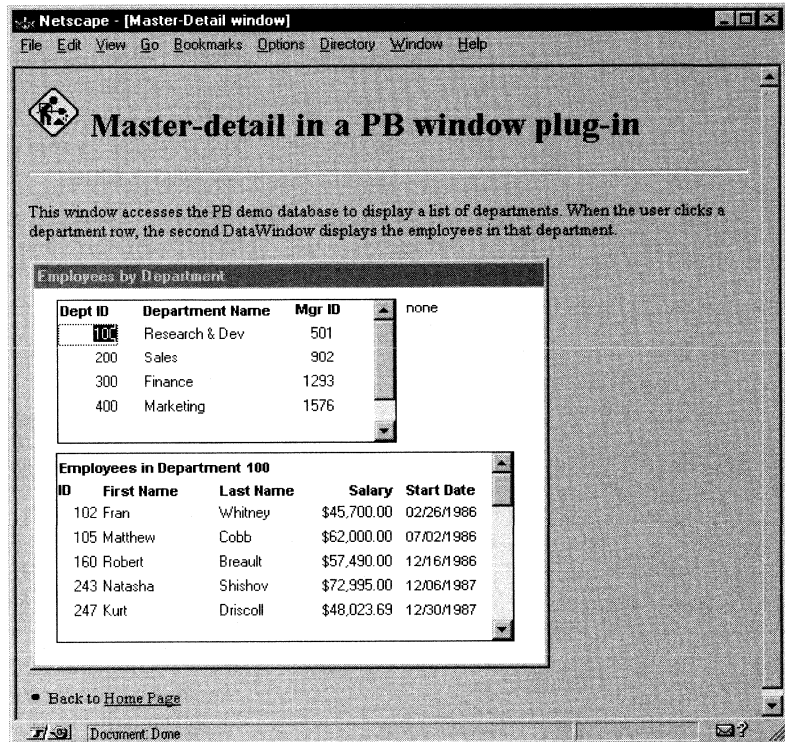 Netscape - [Master-Detail window]
File Edit View Go Bookmarks Options Directory Window Help
Master-detail in a PB window plug-in
This window accesses the PB demo database to display a list of departments. When the user clicks a
department row, the second DataWindow displays the employees in that department.
Employees by Department
Dept ID Department Name Mgr ID none
100 Research & Dev 501
200 Sales 902
300 Finance 1293
400 Marketing 1576
Employees in Department 100
ID First Name Last Name Salary Start Date
102 Fran Whitney $45,700.00 02/26/1986
105 Matthew Cobb $62,000.00 07/02/1986
160 Robert Breault $57,490.00 12/16/1986
243 Natasha Shishov $72,995.00 12/06/1987
247 Kurt Driscoll $48,023.69 12/30/1987
Back to Home Page
Document: Done